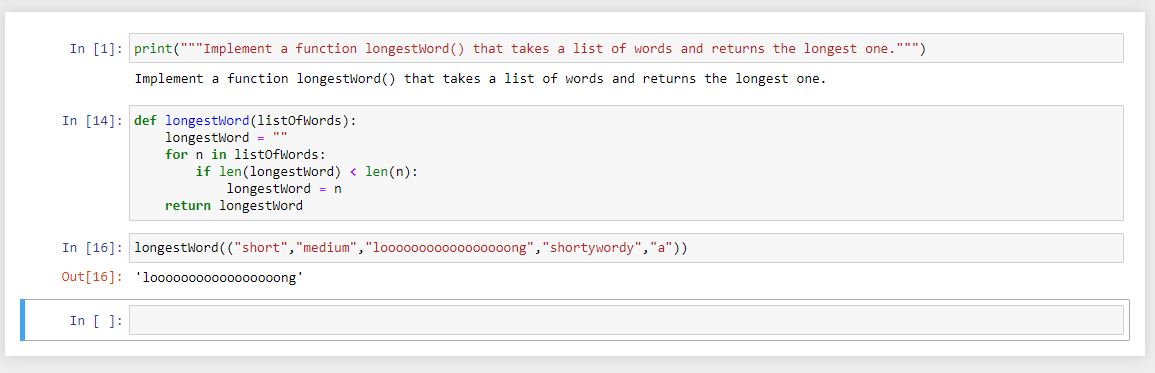 In [1]: print("""Implement a function longestWord() that takes a list of words and returns the longest one.""")
Implement a function longestWord() that takes a list of words and returns the longest one.
In [14]: def longestWord(listOfWords):
    longestWord = ""
    for n in listOfWords:
        if len(longestWord) < len(n):
            longestWord = n
    return longestWord
In [16]: longestWord(("short","medium","looooooooooooooooong","shortywordy","a"))
Out[16]: 'looooooooooooooooong'
In [ ]: